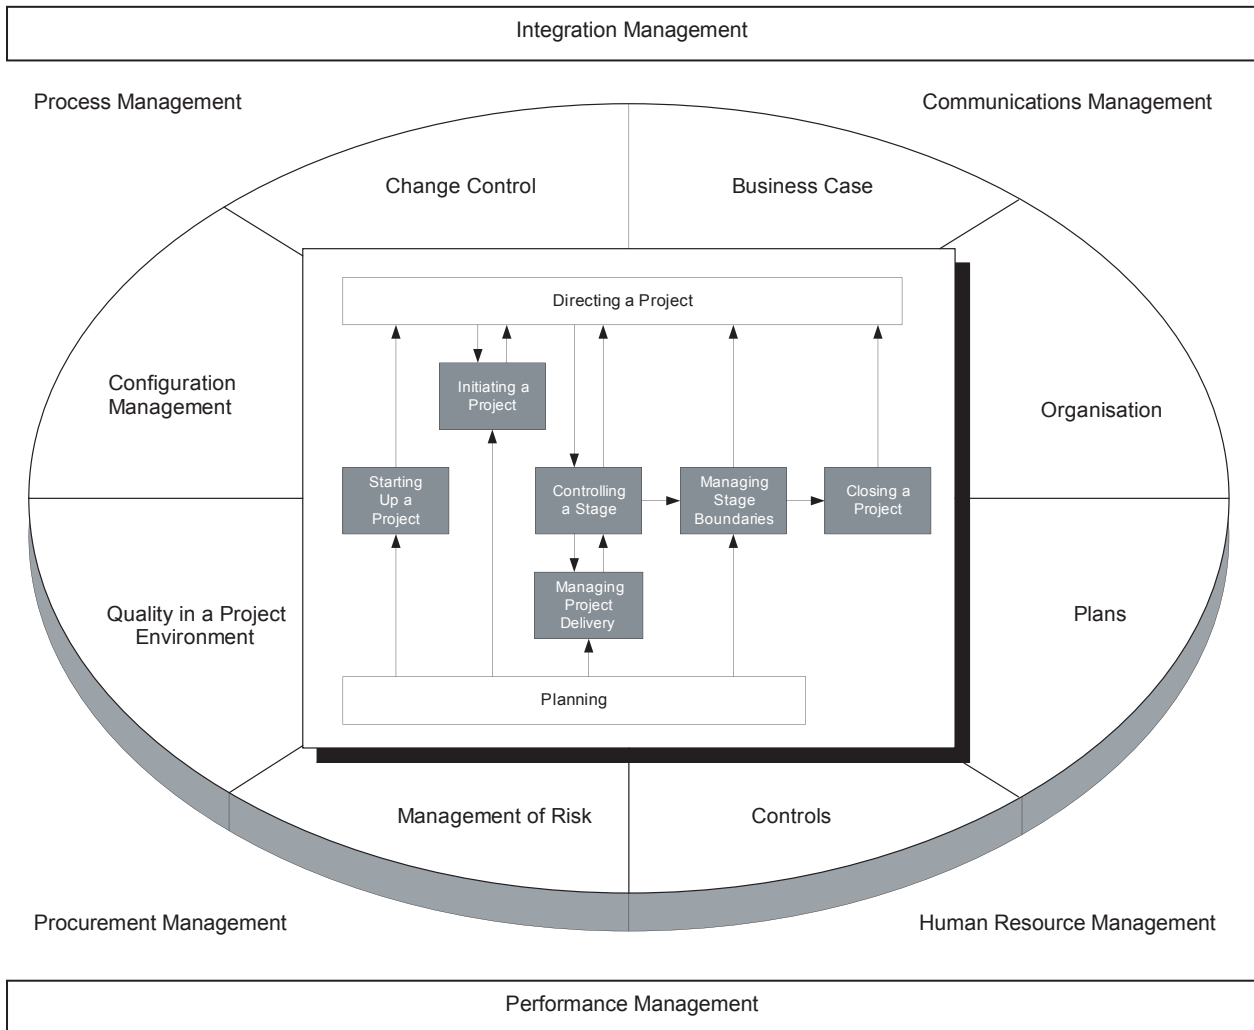 Integration Management
Process Management
Communications Management
Change Control
Business Case
Directing a Project
Initiating a
Project
Configuration
Management
Organisation
Starting
Up a
Project
Controlling
a Stage
Managing
Stage
Boundaries
Closing a
Project
Managing
Project
Delivery
Quality in a Project
Environment
Plans
Planning
Management of Risk
Controls
Procurement Management
Human Resource Management
Performance Management